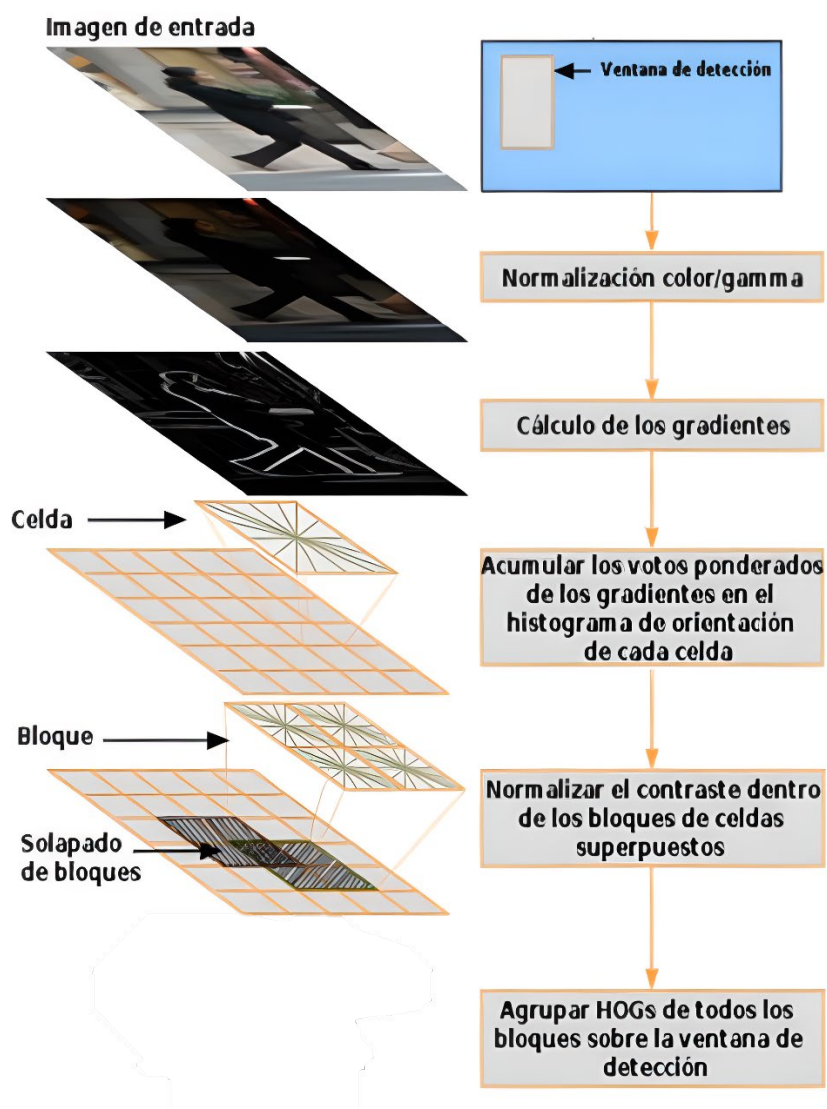 Imagen de entrada
Ventana de detección
Normalización color/gamma
Cálculo de los gradientes
Celda
Acumular los votos ponderados
de los gradientes en el
histograma de orientación
de cada celda
Bloque
Normalizar el contraste dentro
de los bloques de celdas
superpuestos
Solapado
de bloques
Agrupar HOGs de todos los
bloques sobre la ventana de
detección